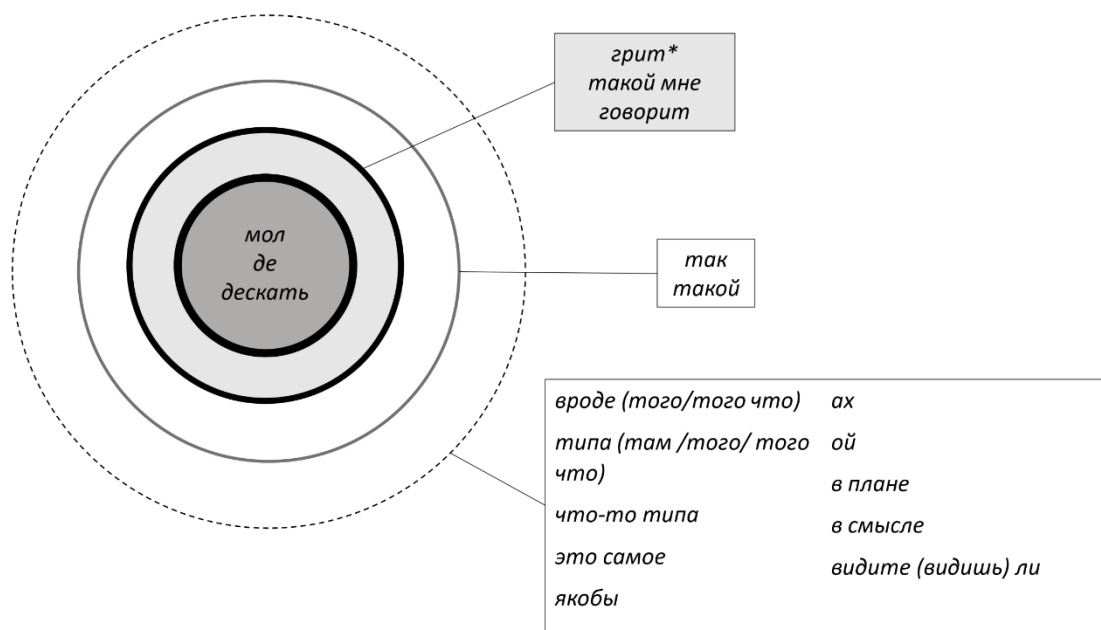 грит*
такой мне
говорит
мол
де
дескать
так
такой
вроде (того/того что)
типа (там /того/ того
что)
что-то типа
это самое
якобы
ах
ой
в плане
в смысле
видите (видишь) ли